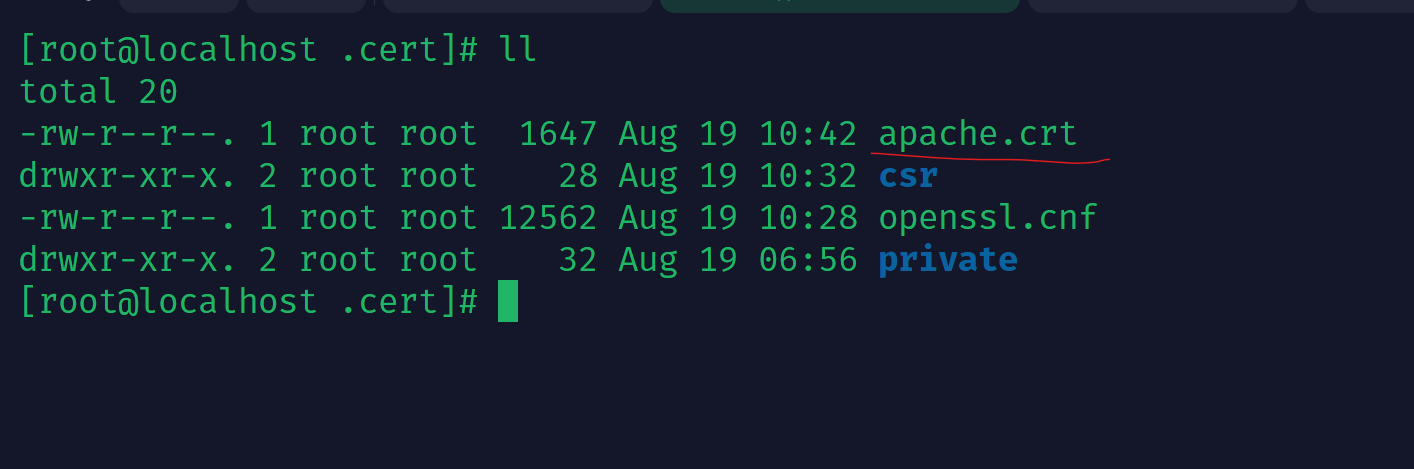 [root@localhost .cert]# ll
total 20
-rw-r--r--. 1 root root  1647 Aug 19 10:42 apache.crt
drwxr-xr-x. 2 root root    28 Aug 19 10:32 csr
-rw-r--r--. 1 root root 12562 Aug 19 10:28 openssl.cnf
drwxr-xr-x. 2 root root    32 Aug 19 06:56 private
[root@localhost .cert]#